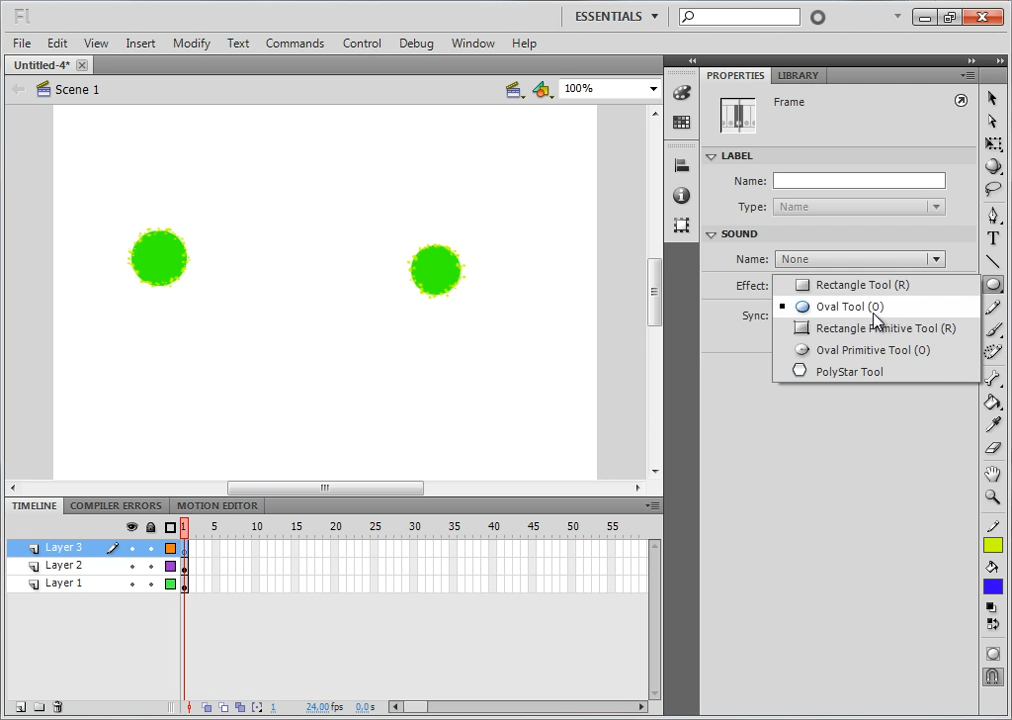 Fl
ESSENTIALS
File Edit View Insert Modify Text Commands Control Debug Window Help
Untitled-4*
Scene 1
100%
PROPERTIES LIBRARY
Frame
LABEL
Name:
Type: Name
SOUND
Name: None
Effect:
Sync:
Rectangle Tool (R)
Oval Tool (O)
Rectangle Primitive Tool (R)
Oval Primitive Tool (O)
PolyStar Tool
T
TIMELINE COMPILER ERRORS MOTION EDITOR
1 5 10 15 20 25 30 35 40 45 50 55
Layer 3
Layer 2
Layer 1
1 24.00 fps 0.0 s